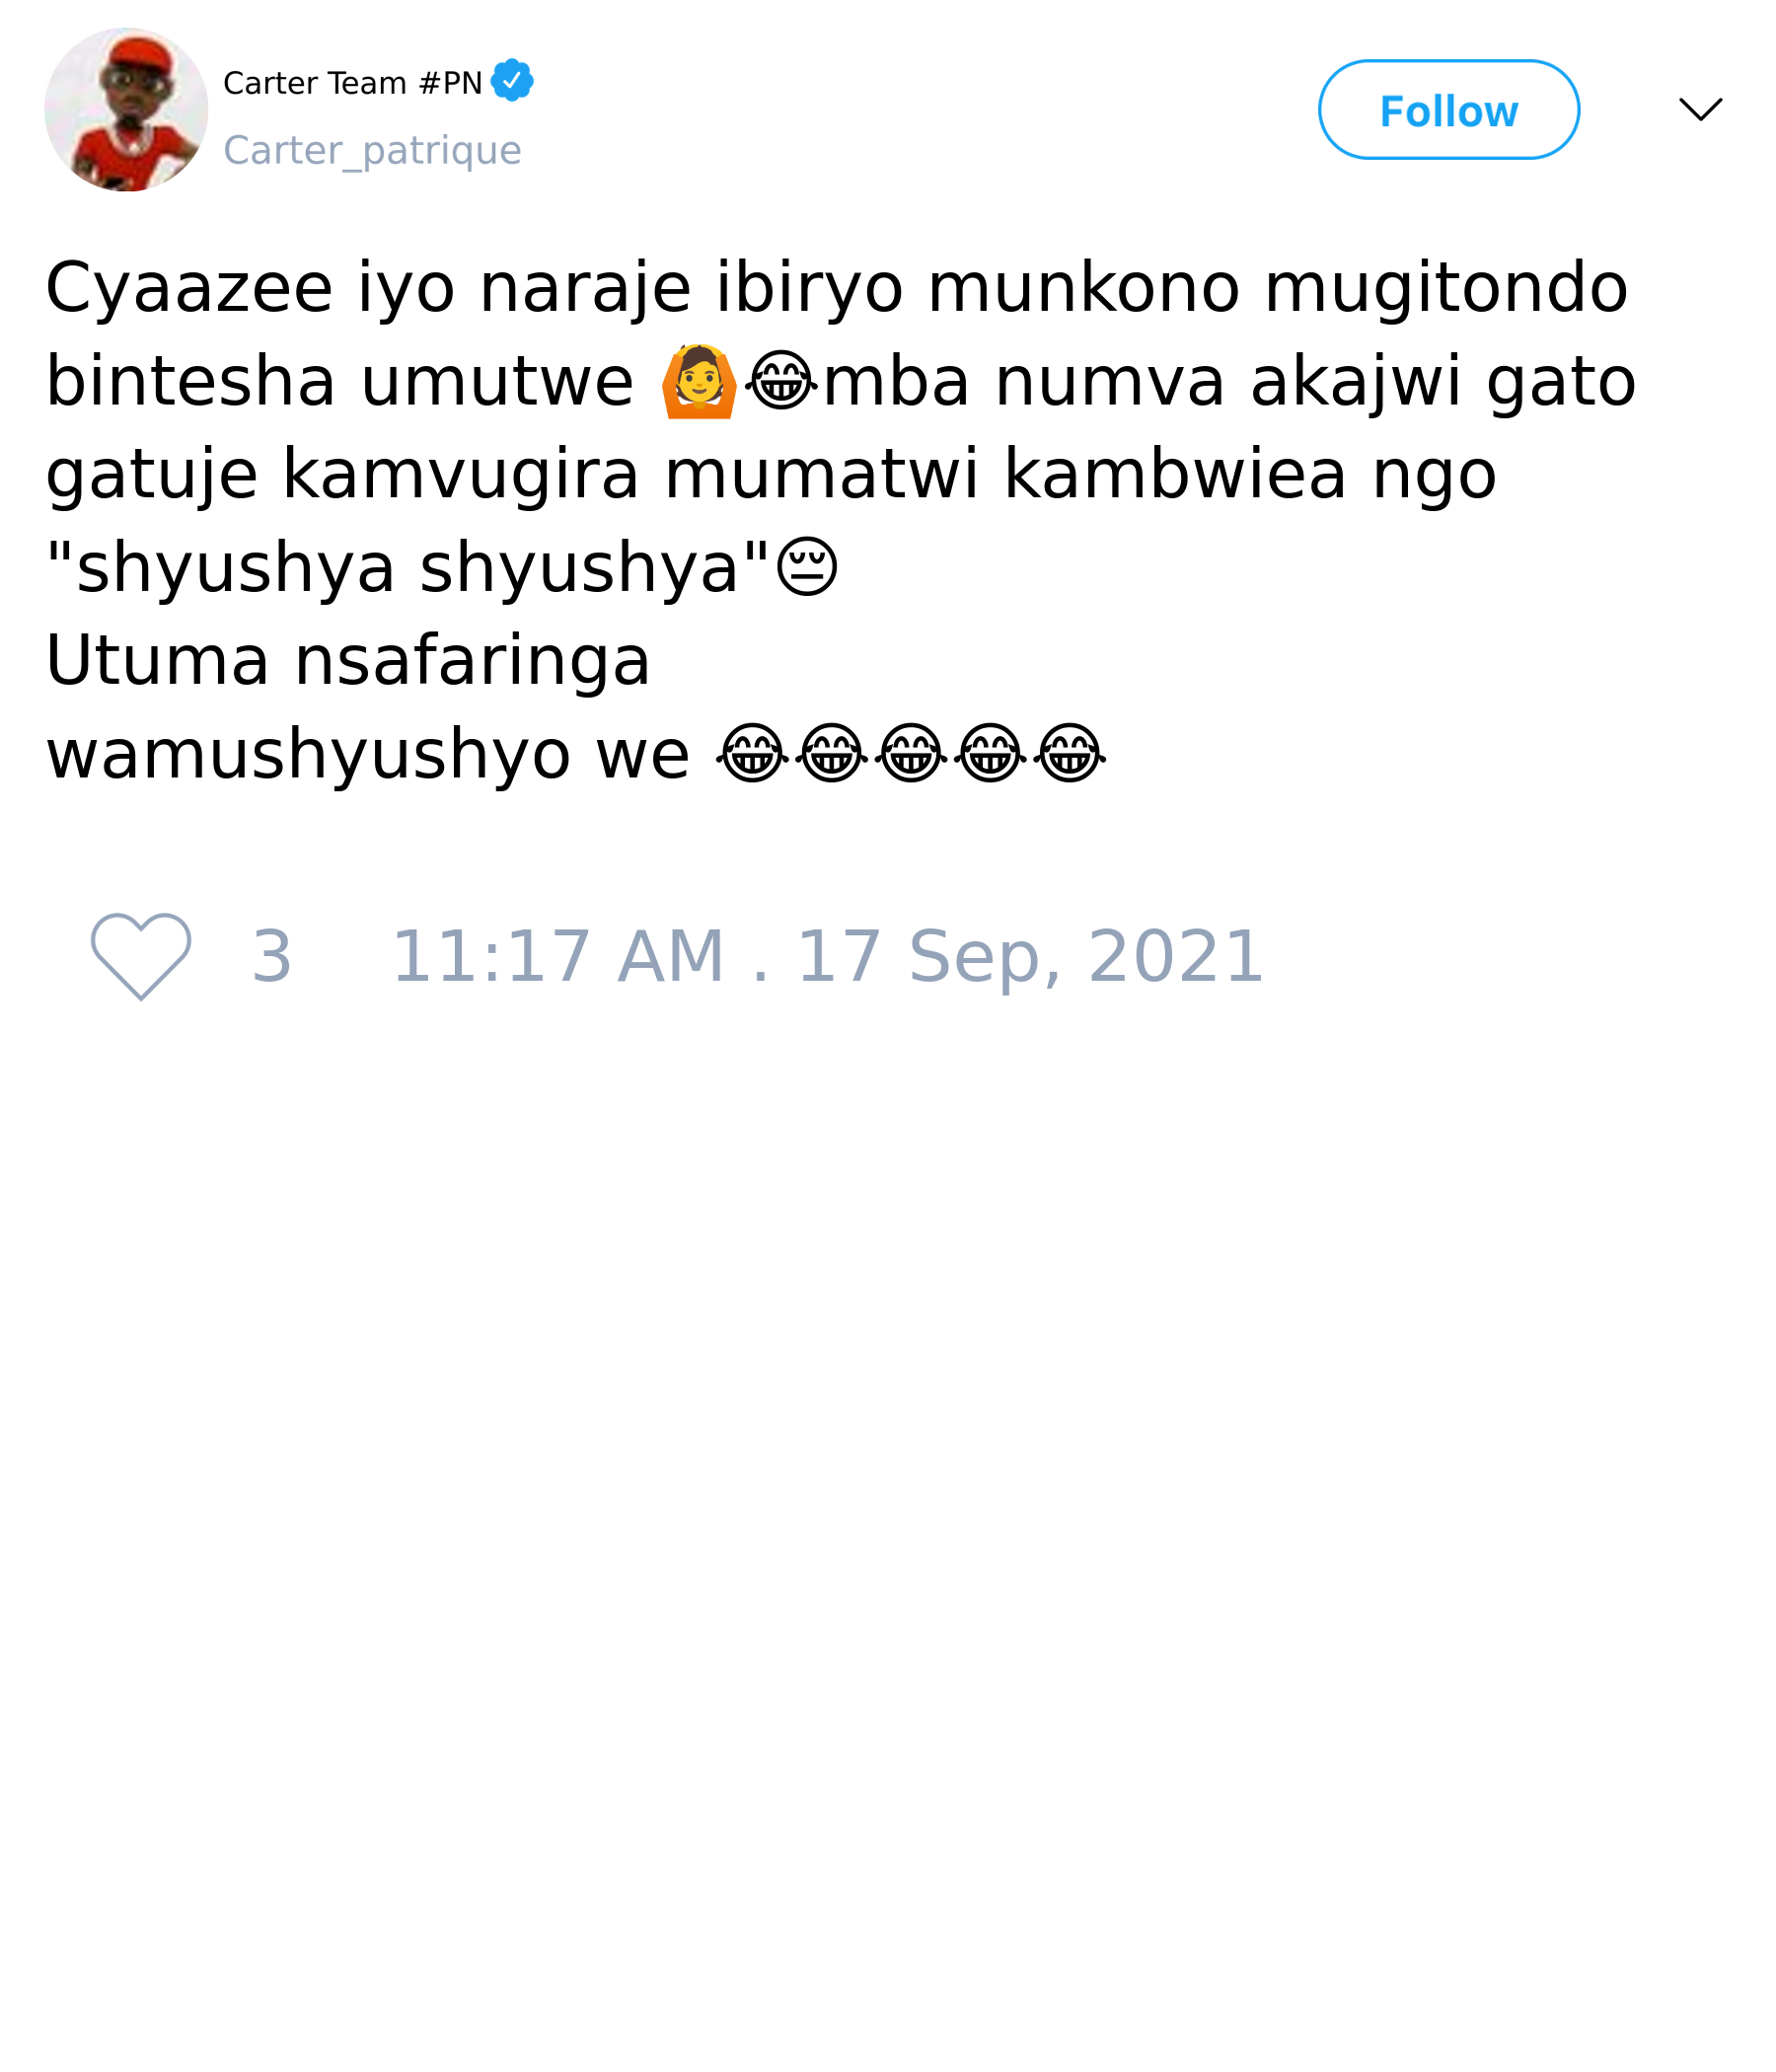 Carter Team #PN
Carter_patrique
Follow
Cyaazee iyo naraje ibiryo munkono mugitondo
bintesha umutwe 🙆😂mba numva akajwi gato
gatuje kamvugira mumatwi kambwiea ngo
"shyushya shyushya"😔
Utuma nsafaringa
wamushyushyo we 😂😂😂😂😂
3 11:17 AM . 17 Sep, 2021